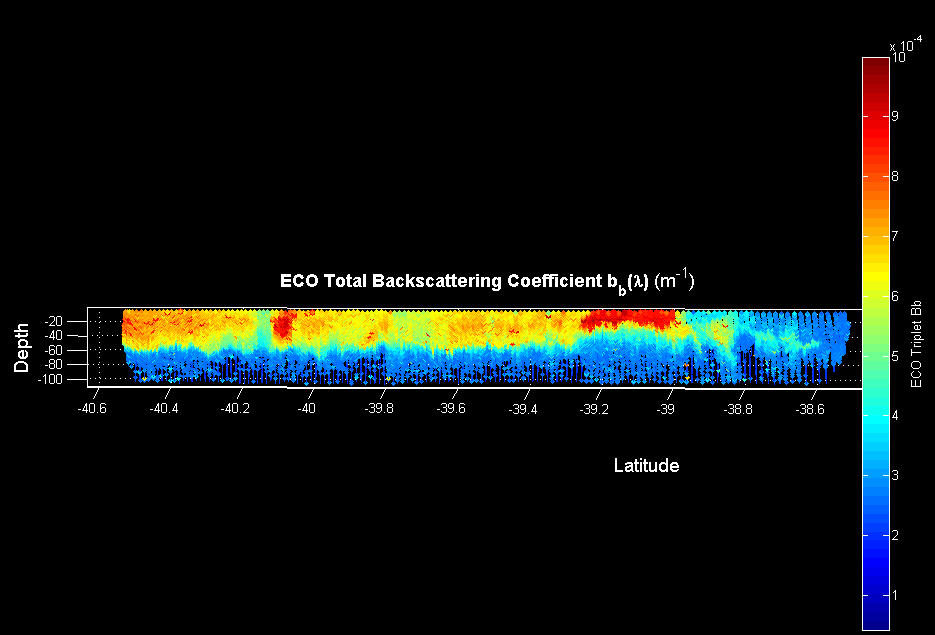 x 10-4
10
9
8
7
ECO Total Backscattering Coefficient bb(λ) (m-1)
6
-20
-40
-60
-80
-100
Depth
5
ECO Triplet Bb
-40.6 -40.4 -40.2 -40 -39.8 -39.6 -39.4 -39.2 -39 -38.8 -38.6
4
Latitude
3
2
1